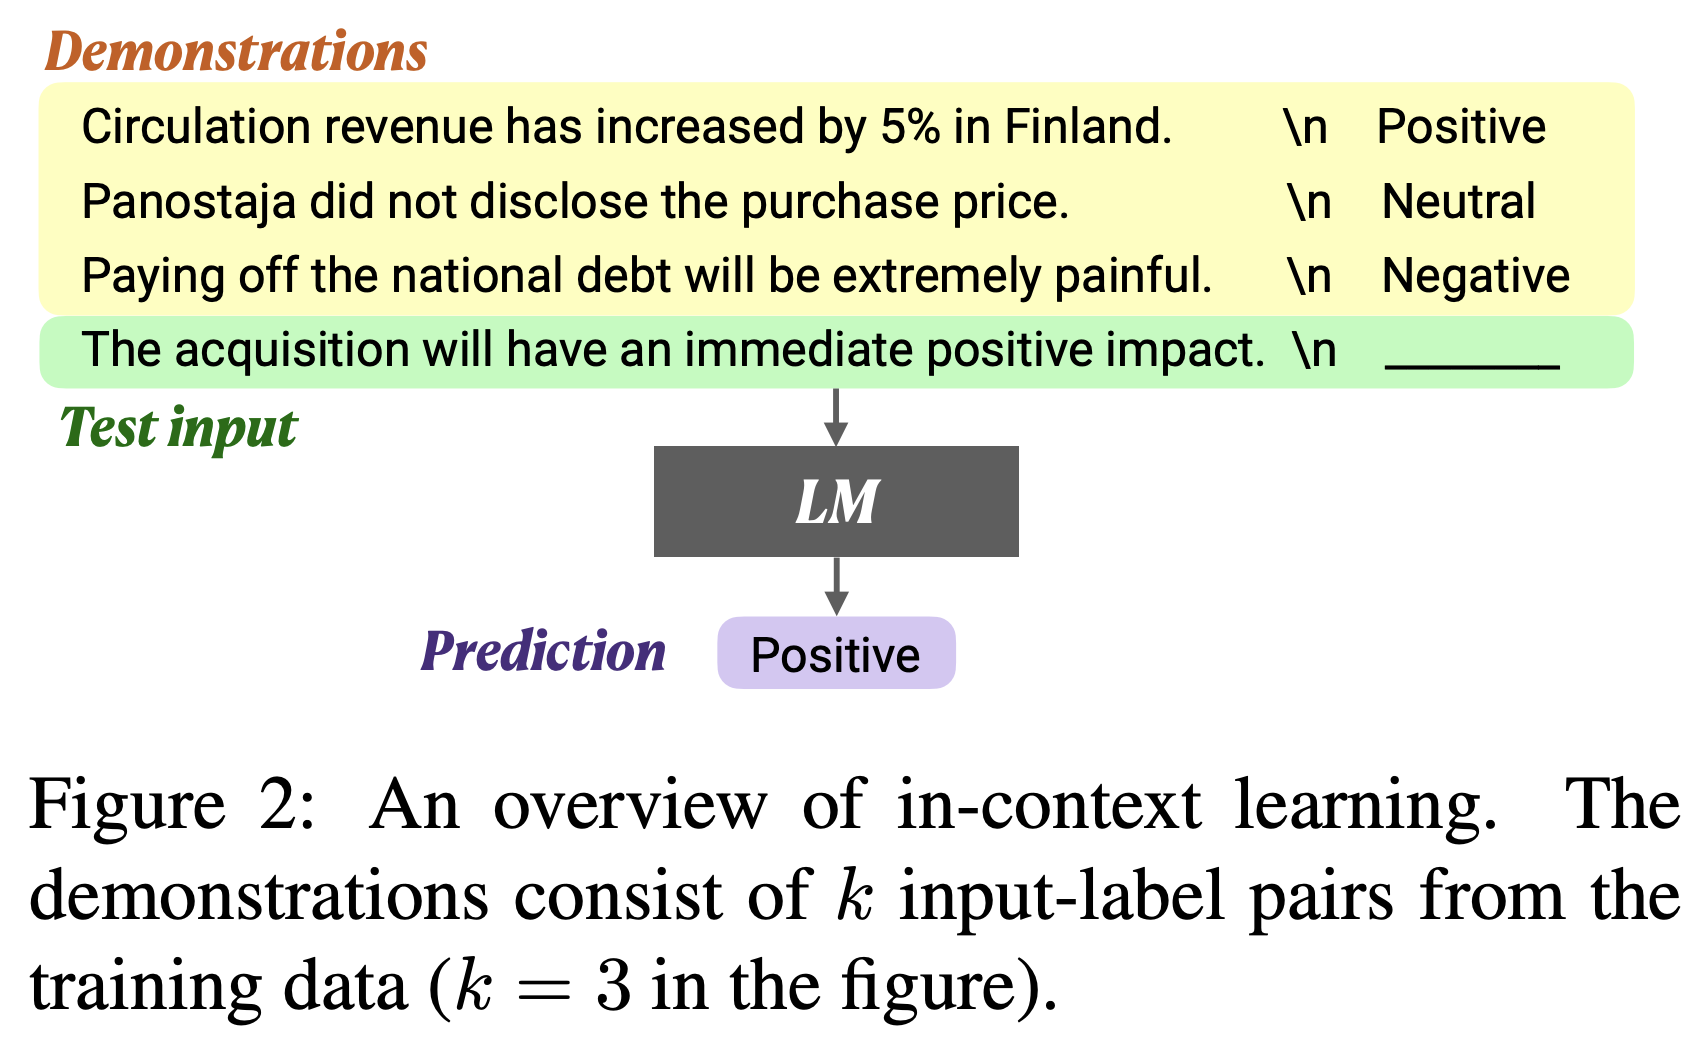 Demonstrations
Circulation revenue has increased by 5% in Finland. \n Positive
Panostaja did not disclose the purchase price. \n Neutral
Paying off the national debt will be extremely painful. \n Negative
The acquisition will have an immediate positive impact. \n ________
Test input
LM
Prediction Positive
Figure 2: An overview of in-context learning. The
demonstrations consist of k input-label pairs from the
training data (k = 3 in the figure).